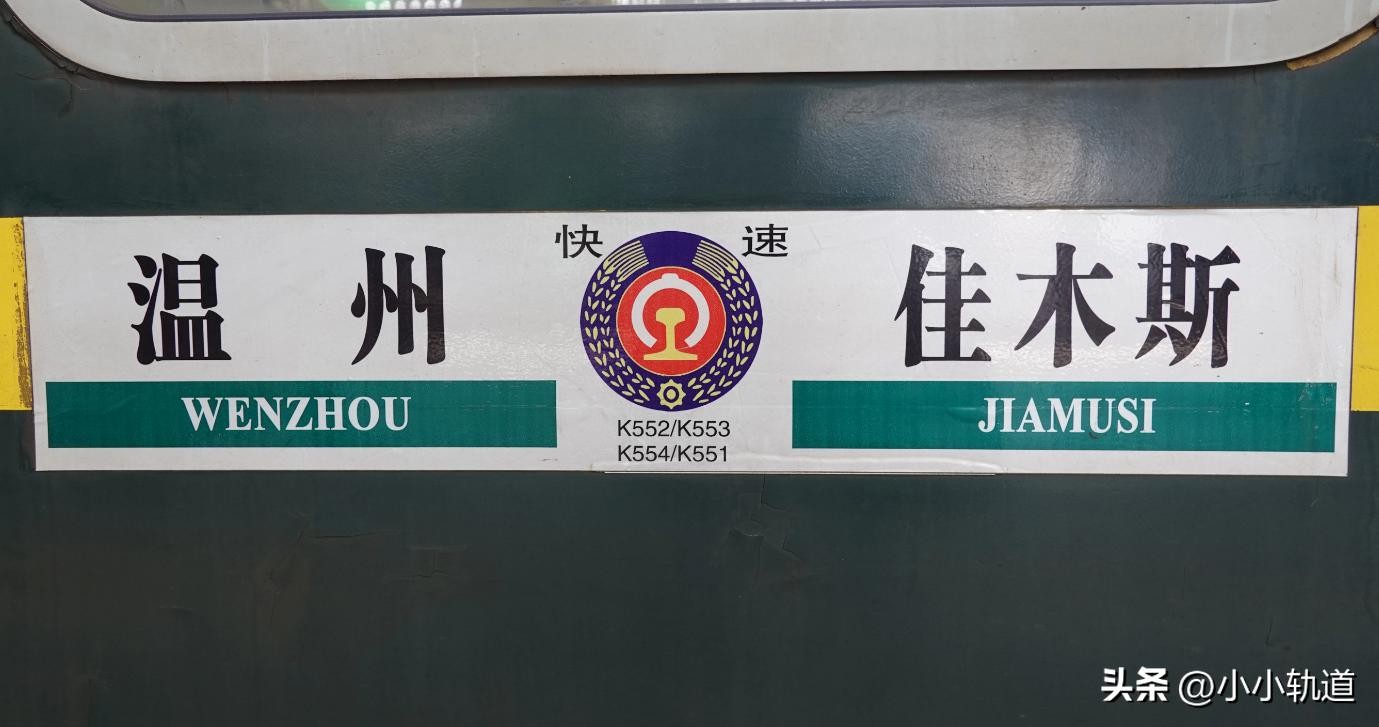 快 速
温州 佳木斯
WENZHOU JIAMUSI
K552/K553
K554/K551
头条 @小小轨道